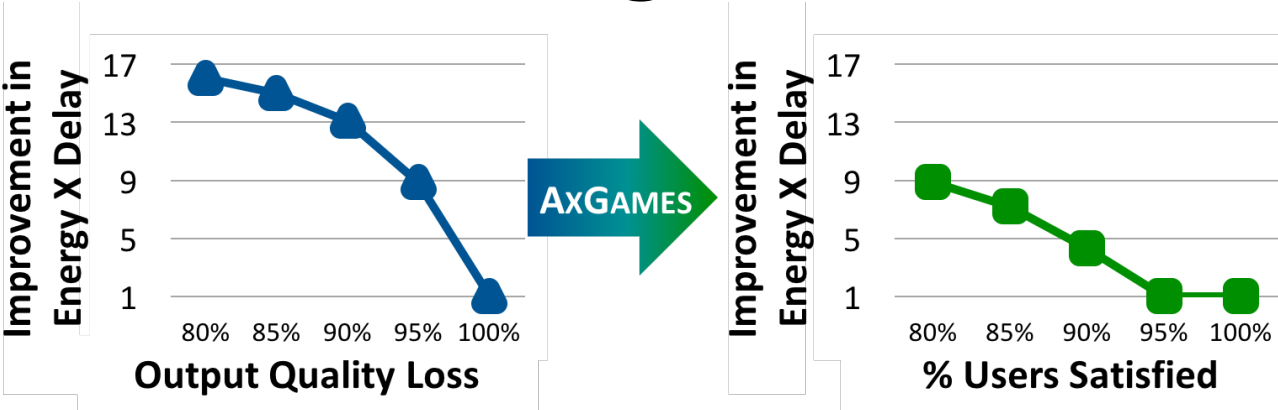 Improvement in
Energy X Delay
17
13
9
5
1
80% 85% 90% 95% 100%
Output Quality Loss
AXGAMES
Improvement in
Energy X Delay
17
13
9
5
1
80% 85% 90% 95% 100%
% Users Satisfied